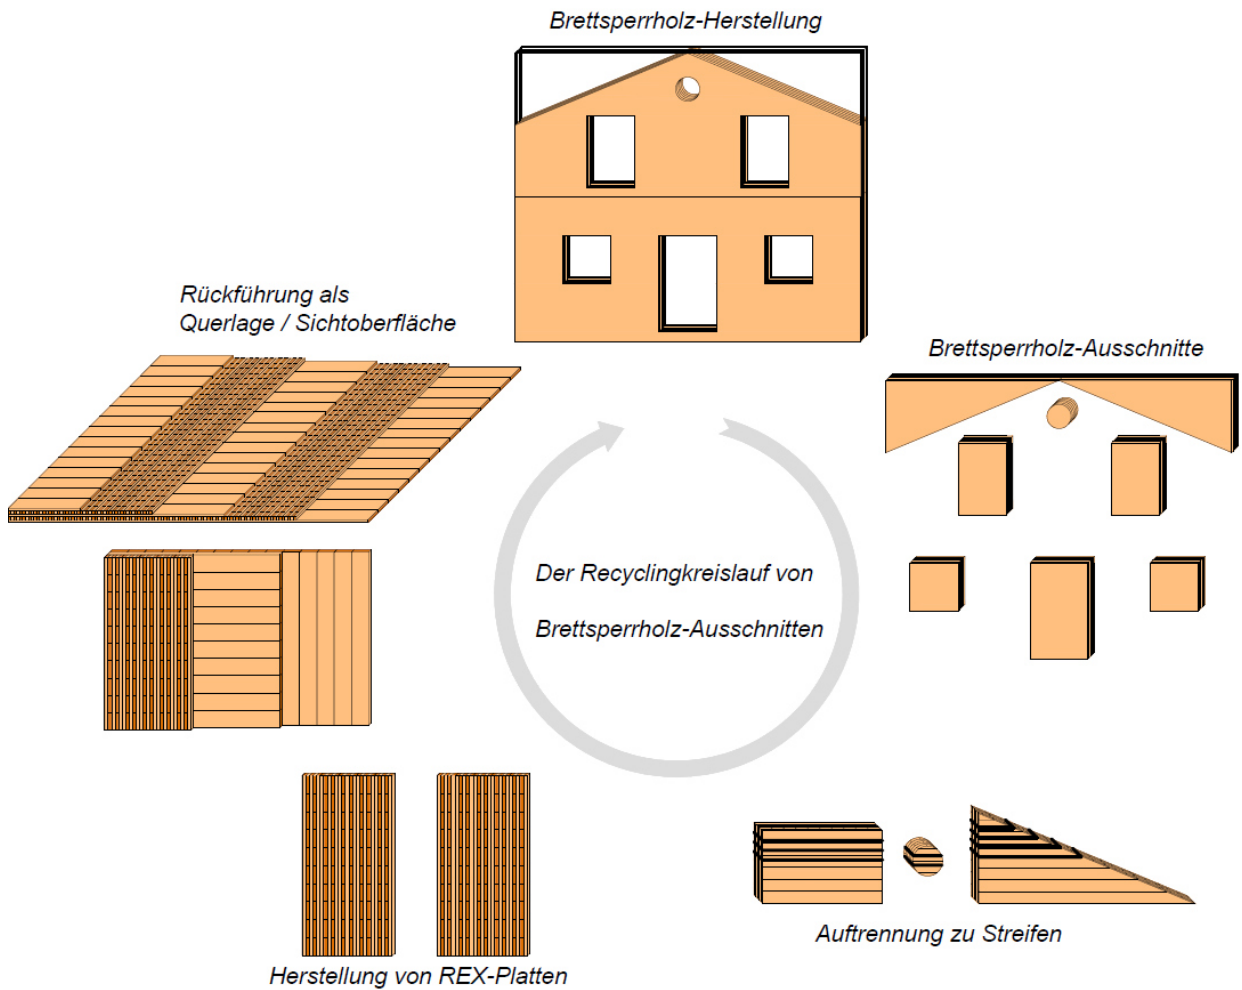 Brettsperrholz-Herstellung
Rückführung als
Querlage / Sichtoberfläche
Brettsperrholz-Ausschnitte
Der Recyclingkreislauf von
Brettsperrholz-Ausschnitten
Auftrennung zu Streifen
Herstellung von REX-Platten